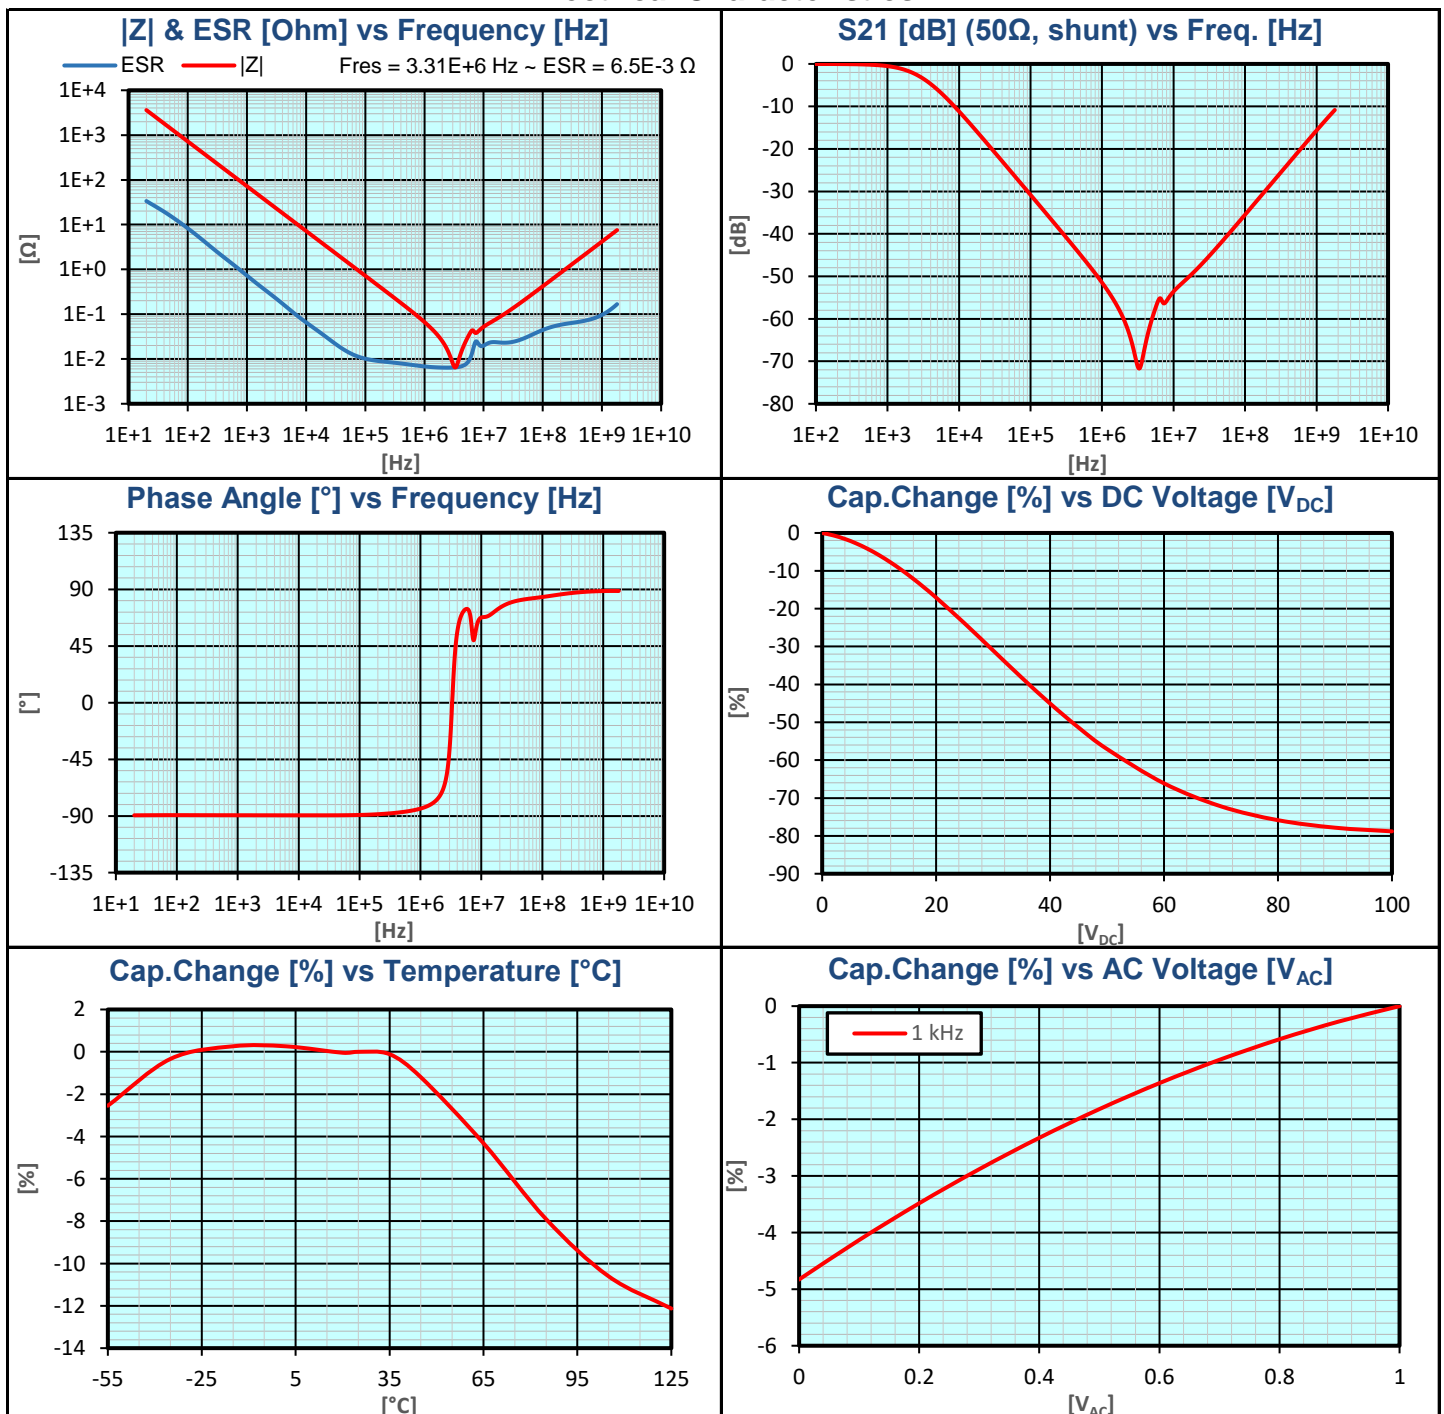 |Z| & ESR [Ohm] vs Frequency [Hz]
ESR |Z| Fres = 3.31E+6 Hz ~ ESR = 6.5E-3 Ω
1E+4
1E+3
1E+2
1E+1
1E+0
1E-1
1E-2
1E-3
[Ω]
1E+1 1E+2 1E+3 1E+4 1E+5 1E+6 1E+7 1E+8 1E+9 1E+10
[Hz]
S21 [dB] (50Ω, shunt) vs Freq. [Hz]
0
-10
-20
-30
-40
-50
-60
-70
-80
[dB]
1E+2 1E+3 1E+4 1E+5 1E+6 1E+7 1E+8 1E+9 1E+10
[Hz]
Phase Angle [°] vs Frequency [Hz]
135
90
45
0
-45
-90
-135
[°]
1E+1 1E+2 1E+3 1E+4 1E+5 1E+6 1E+7 1E+8 1E+9 1E+10
[Hz]
Cap.Change [%] vs DC Voltage [VDC]
0
-10
-20
-30
-40
-50
-60
-70
-80
-90
[%]
0 20 40 60 80 100
[VDC]
Cap.Change [%] vs Temperature [°C]
2
0
-2
-4
-6
-8
-10
-12
-14
[%]
-55 -25 5 35 65 95 125
[°C]
Cap.Change [%] vs AC Voltage [VAC]
1 kHz
0
-1
-2
-3
-4
-5
-6
[%]
0 0.2 0.4 0.6 0.8 1
[VAC]